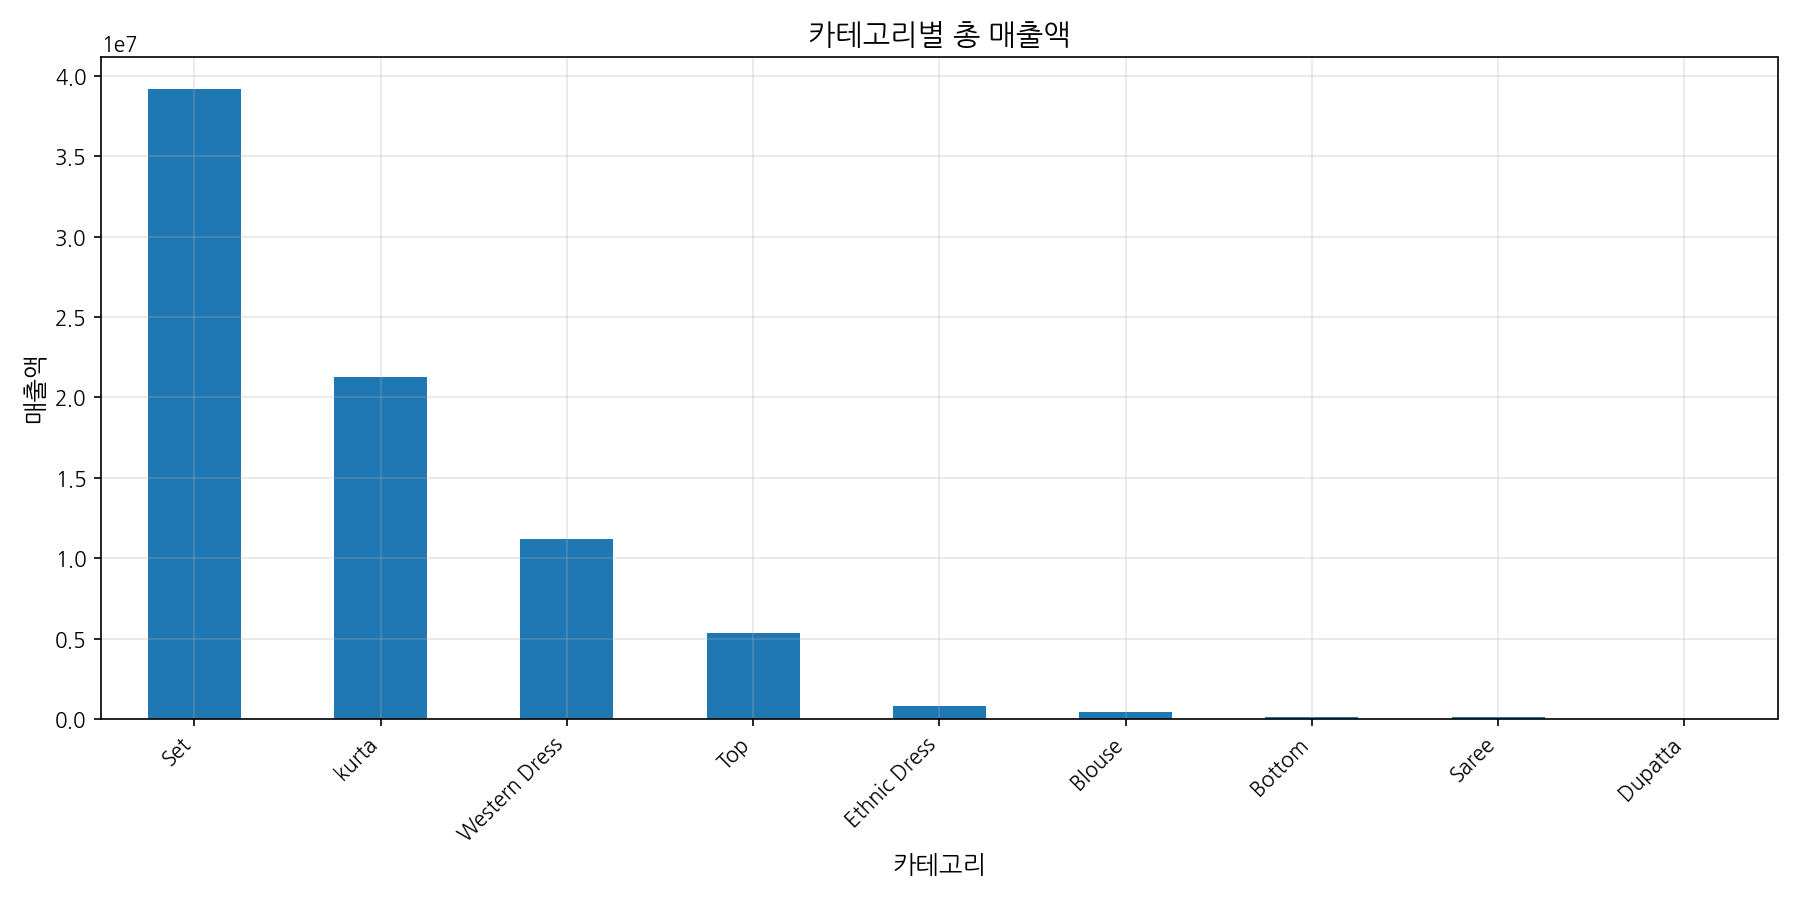 카테고리별 총 매출액
1e7
4.0
3.5
3.0
2.5
2.0
1.5
1.0
0.5
0.0
매출액
Set
kurta
Western Dress
Top
Ethnic Dress
Blouse
Bottom
Saree
Dupatta
카테고리